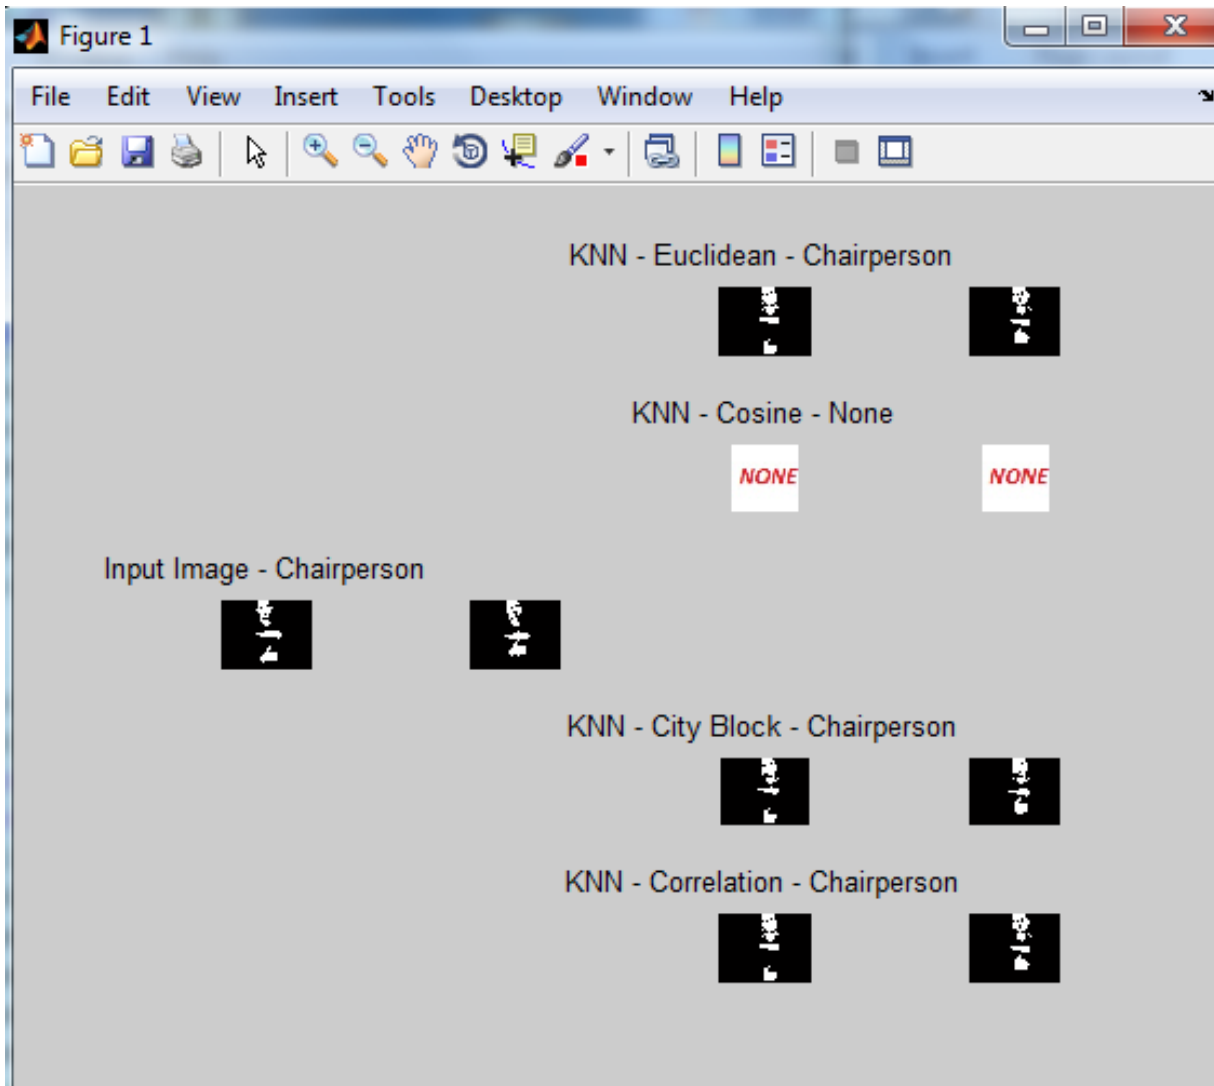 Figure 1
File Edit View Insert Tools Desktop Window Help
KNN - Euclidean - Chairperson
KNN - Cosine - None
NONE NONE
Input Image - Chairperson
KNN - City Block - Chairperson
KNN - Correlation - Chairperson